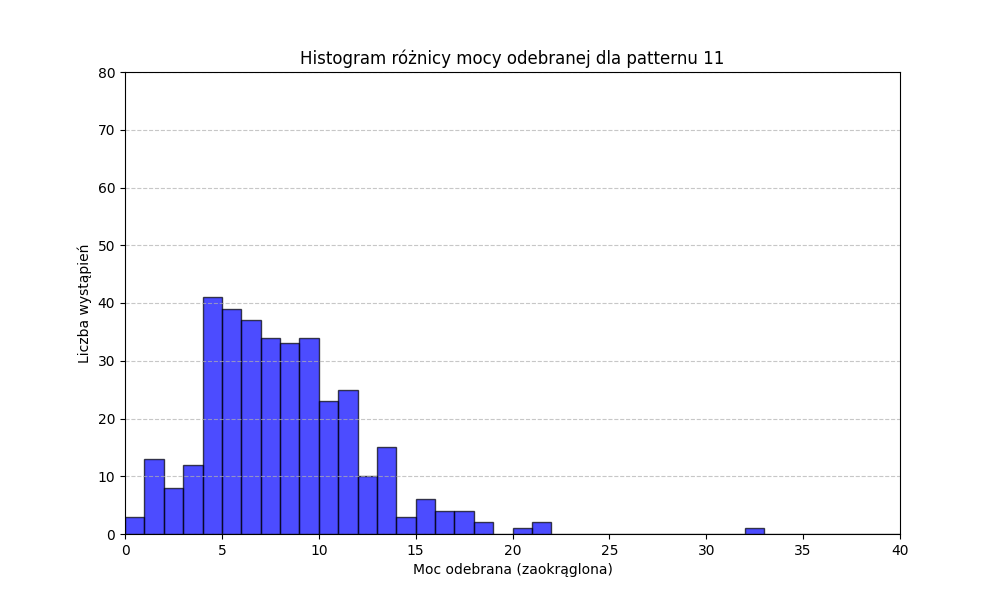 Histogram różnicy mocy odebranej dla patternu 11
80
70
60
50
40
30
20
10
0
Liczba wystąpień
0 5 10 15 20 25 30 35 40
Moc odebrana (zaokrąglona)